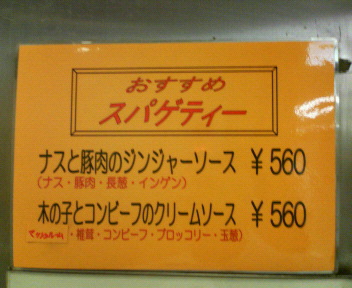 おすすめ
スパゲティー
ナスと豚肉のジンジャーソース ¥560
(ナス・豚肉・長葱・インゲン)
木の子とコンビーフのクリームソース ¥560
・椎茸・コンビーフ・ブロッコリー・玉葱)